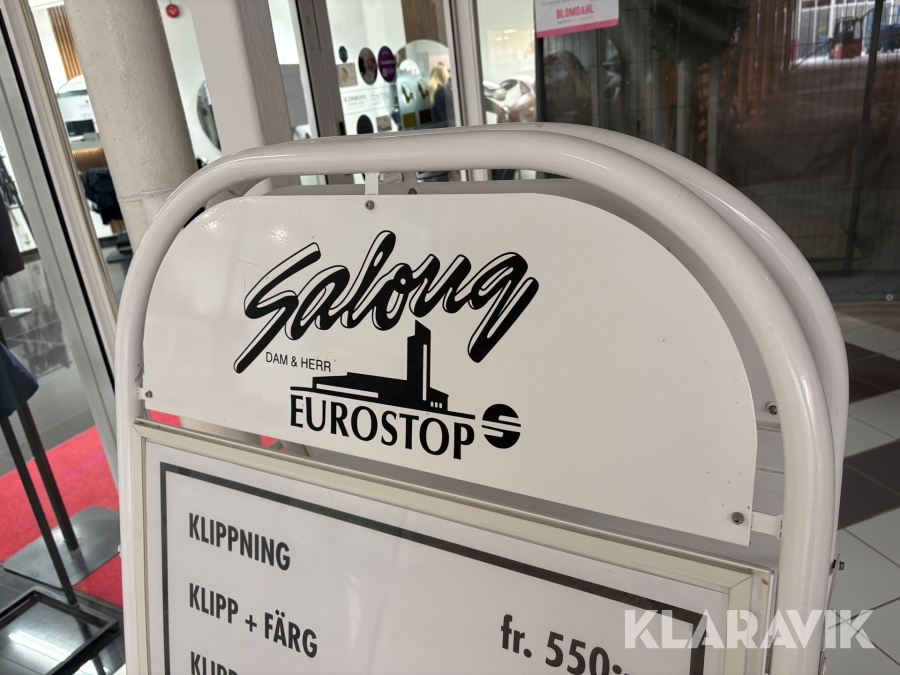 BLOMDAHL
Salong
DAM & HERR
EUROSTOP
KLIPPNING
KLIPP + FÄRG
fr. 550:-
KLARAVIK